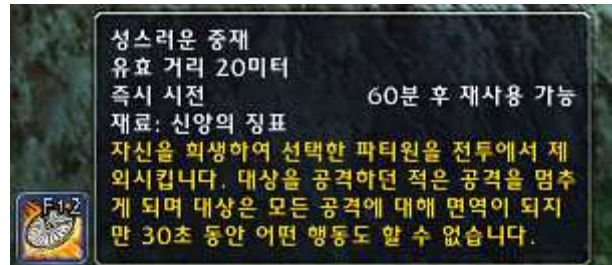 성스러운 중재
유효 거리 20미터
즉시 시전 60분 후 재사용 가능
재료: 신앙의 징표
자신을 희생하여 선택한 파티원을 전투에서 제
외시킵니다. 대상을 공격하던 적은 공격을 멈추
게 되며 대상은 모든 공격에 대해 면역이 되지
만 30초 동안 어떤 행동도 할 수 없습니다.
F12